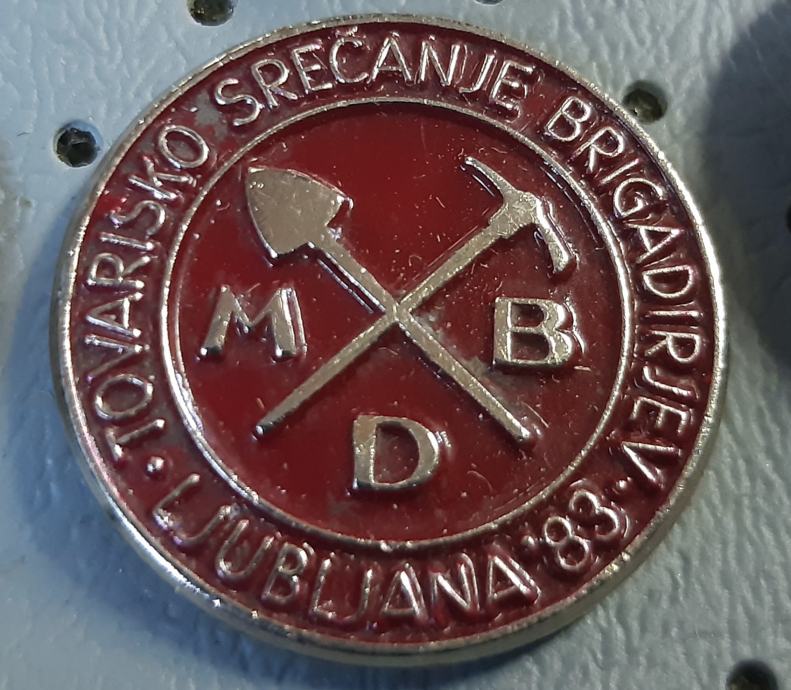 TOVARIŠKO SREČANJE BRIGADIRJEV
LJUBLJANA '83
M B
D